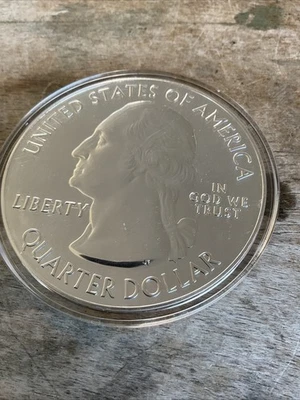 UNITED STATES OF AMERICA
LIBERTY
IN
GOD WE
TRUST
QUARTER DOLLAR